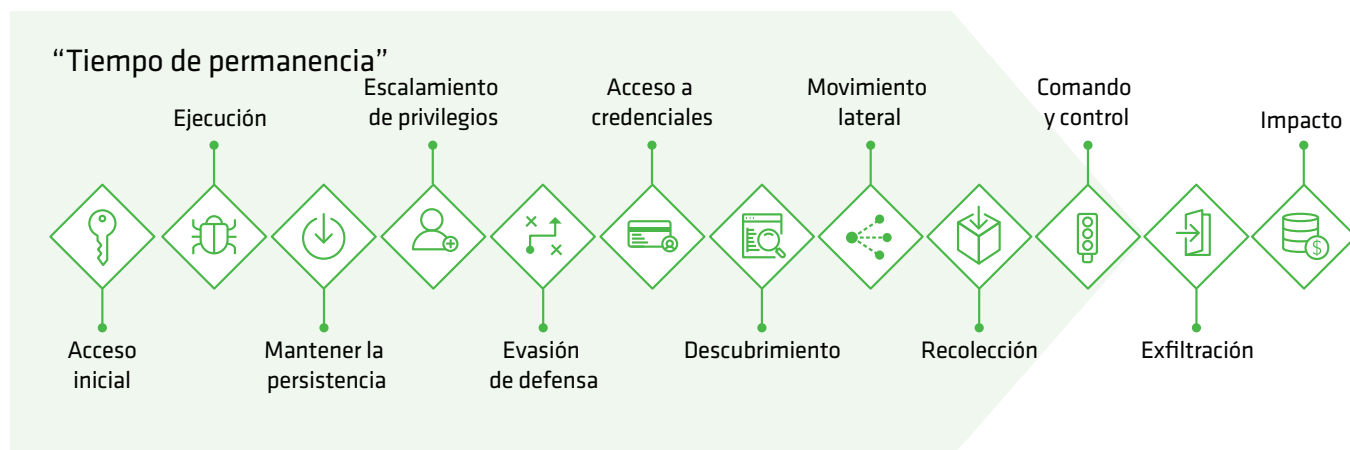 “Tiempo de permanencia”
Acceso
inicial
Ejecución
Mantener la
persistencia
Escalamiento
de privilegios
Evasión
de defensa
Acceso a
credenciales
Descubrimiento
Movimiento
lateral
Recolección
Comando
y control
Exfiltración
Impacto
$